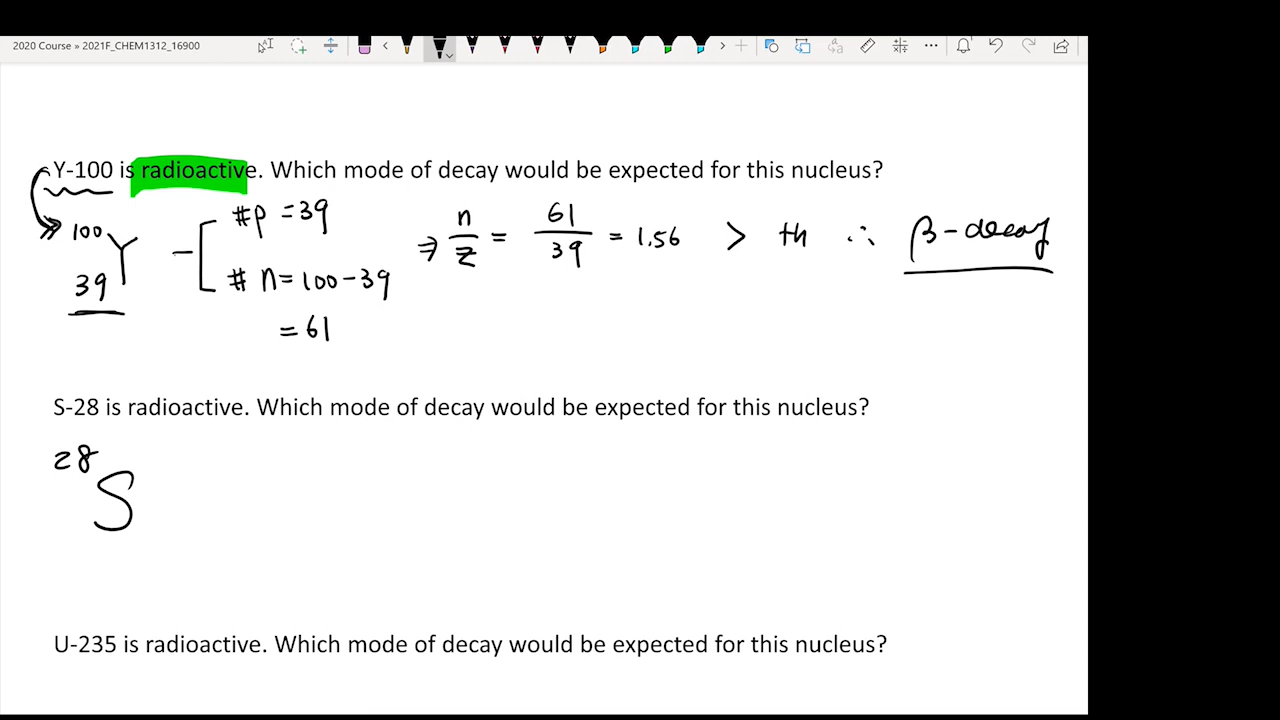 2020 Course » 2021F_CHEM1312_16900
Y-100 is radioactive. Which mode of decay would be expected for this nucleus?
100
Y
39
#p = 39
# n = 100 - 39
= 61
⇒ n/z = 61/39 = 1.56 > th ∴ β-decay
S-28 is radioactive. Which mode of decay would be expected for this nucleus?
28
S
U-235 is radioactive. Which mode of decay would be expected for this nucleus?